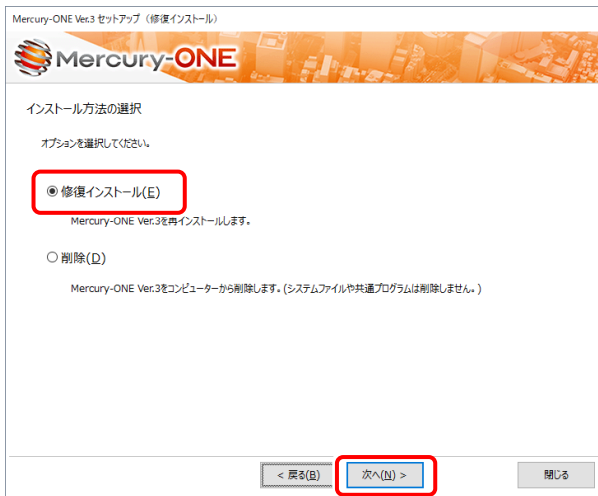 Mercury-ONE Ver.3 セットアップ（修復インストール）
Mercury-ONE
インストール方法の選択
オプションを選択してください。
修復インストール(E)
Mercury-ONE Ver.3を再インストールします。
削除(D)
Mercury-ONE Ver.3をコンピューターから削除します。(システムファイルや共通プログラムは削除しません。)
< 戻る(B) 次へ(N) > 閉じる